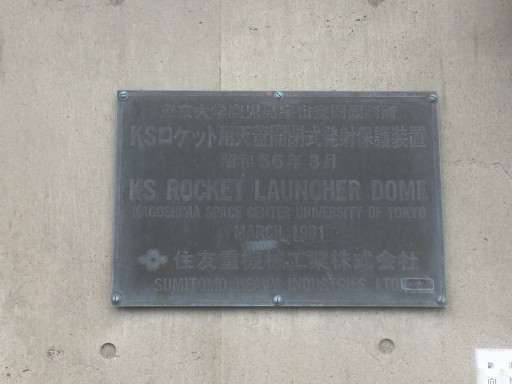 東京大学鹿児島宇宙空間観測所
KSロケット用天蓋開閉式発射保護装置
昭和56年3月
KS ROCKET LAUNCHER DOME
KAGOSHIMA SPACE CENTER UNIVERSITY OF TOKYO
MARCH, 1981
住友重機械工業株式会社
SUMITOMO HEAVY INDUSTRIES LTD